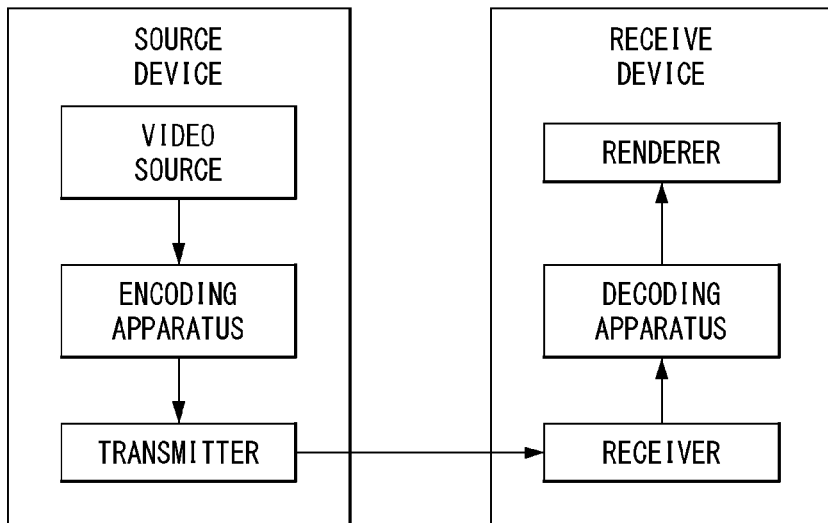 SOURCE
DEVICE
VIDEO
SOURCE
ENCODING
APPARATUS
TRANSMITTER
RECEIVE
DEVICE
RENDERER
DECODING
APPARATUS
RECEIVER